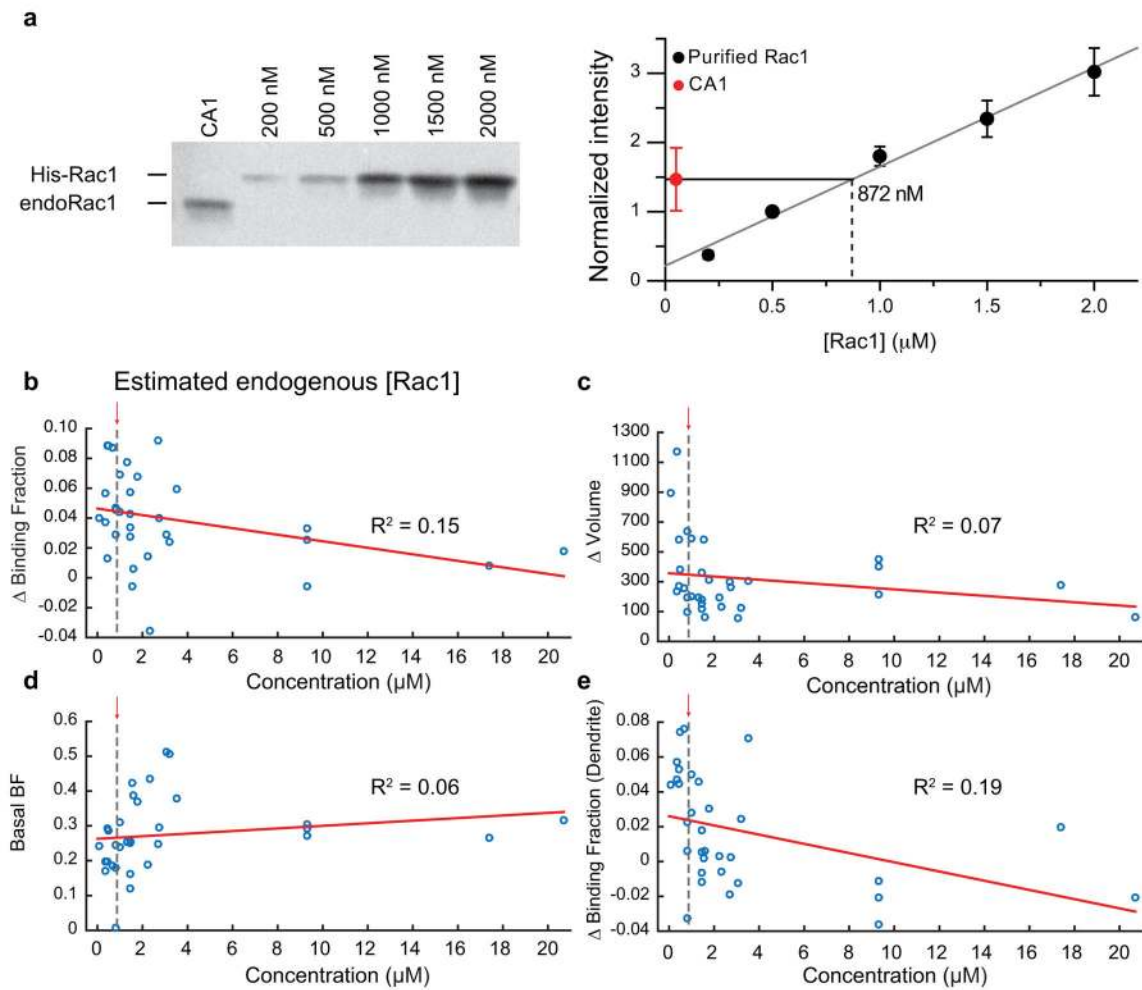 a
CA1
200 nM
500 nM
1000 nM
1500 nM
2000 nM
His-Rac1
endoRac1
Normalized intensity
3
2
1
0
Purified Rac1
CA1
872 nM
0 0.5 1.0 1.5 2.0
[Rac1] (μM)
b Estimated endogenous [Rac1]
Δ Binding Fraction
0.10
0.08
0.06
0.04
0.02
0
-0.02
-0.04
R² = 0.15
0 2 4 6 8 10 12 14 16 18 20
Concentration (μM)
c
Δ Volume
1300
1100
900
700
500
300
100
0
R² = 0.07
0 2 4 6 8 10 12 14 16 18 20
Concentration (μM)
d
Basal BF
0.6
0.5
0.4
0.3
0.2
0.1
0
R² = 0.06
0 2 4 6 8 10 12 14 16 18 20
Concentration (μM)
e
Δ Binding Fraction (Dendrite)
0.08
0.06
0.04
0.02
0
-0.02
-0.04
R² = 0.19
0 2 4 6 8 10 12 14 16 18 20
Concentration (μM)